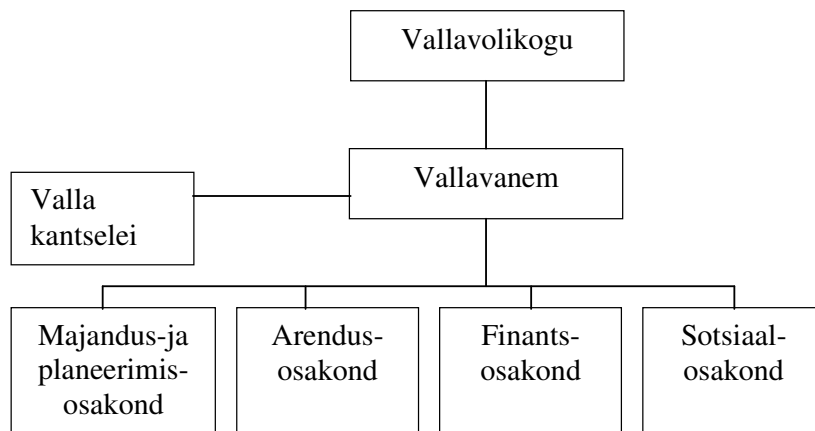 Vallavolikogu
Vallavanem
Valla
kantselei
Majandus-ja
planeerimis-
osakond
Arendus-
osakond
Finants-
osakond
Sotsiaal-
osakond